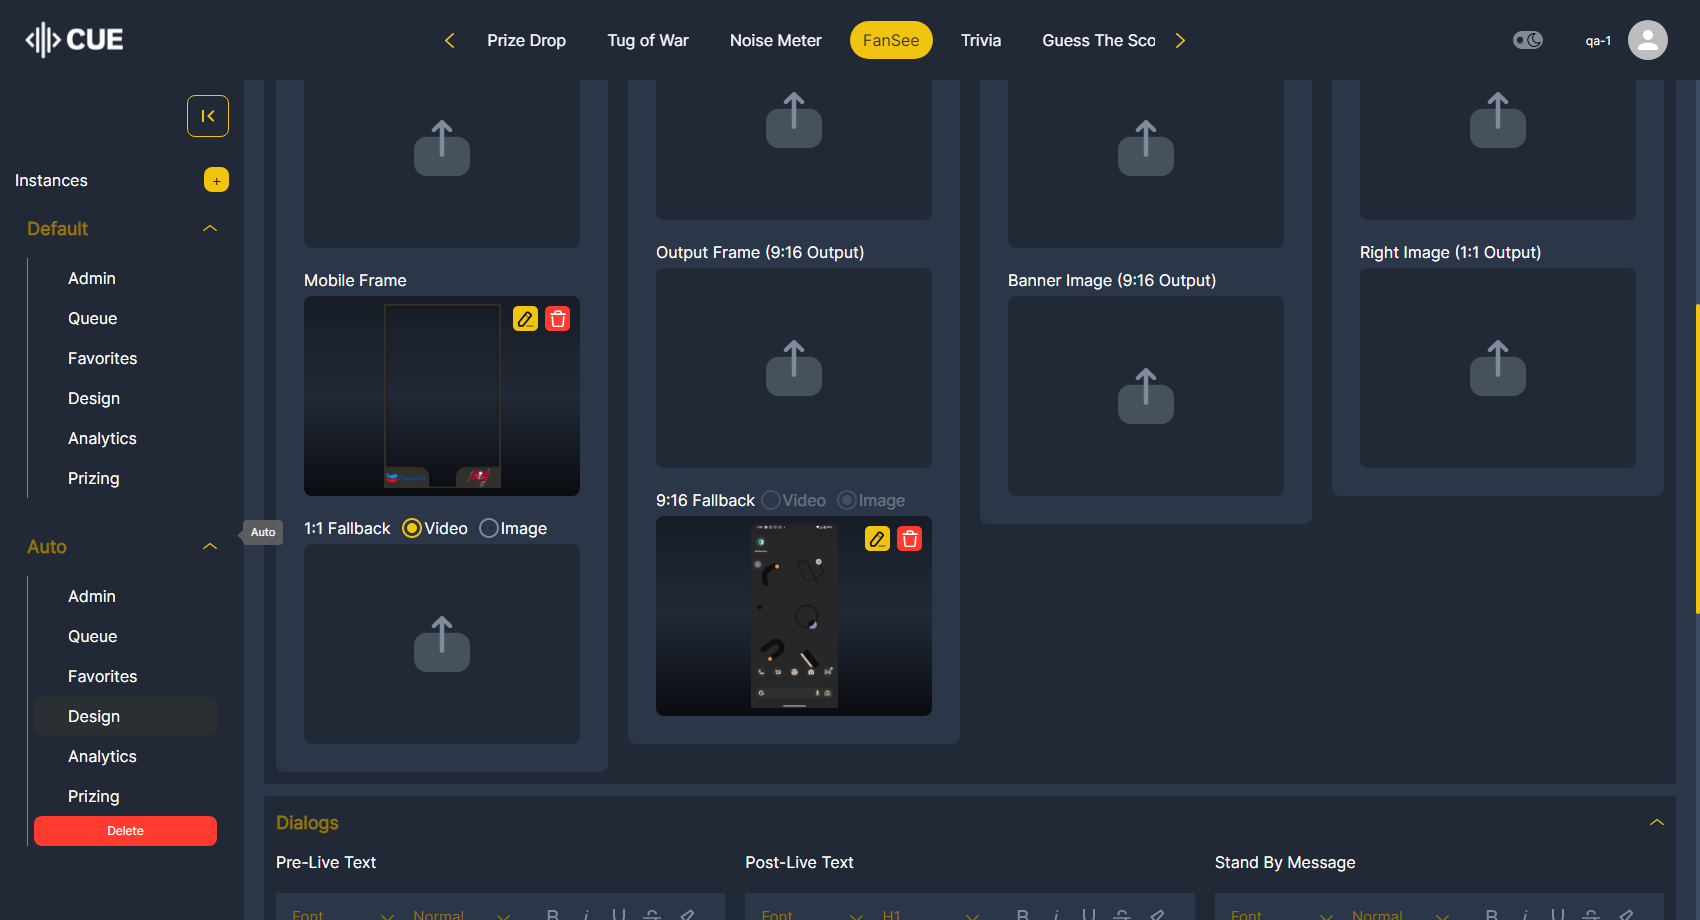 CUE
Prize Drop
Tug of War
Noise Meter
FanSee
Trivia
Guess The Sco
qa-1
Instances
+
Default
Admin
Queue
Favorites
Design
Analytics
Prizing
Auto
Auto
Admin
Queue
Favorites
Design
Analytics
Prizing
Delete
Mobile Frame
1:1 Fallback Video Image
Output Frame (9:16 Output)
9:16 Fallback Video Image
Banner Image (9:16 Output)
Right Image (1:1 Output)
Dialogs
Pre-Live Text
Post-Live Text
Stand By Message
Font Normal B i U S
Font H1 B i U S
Font Normal B i U S